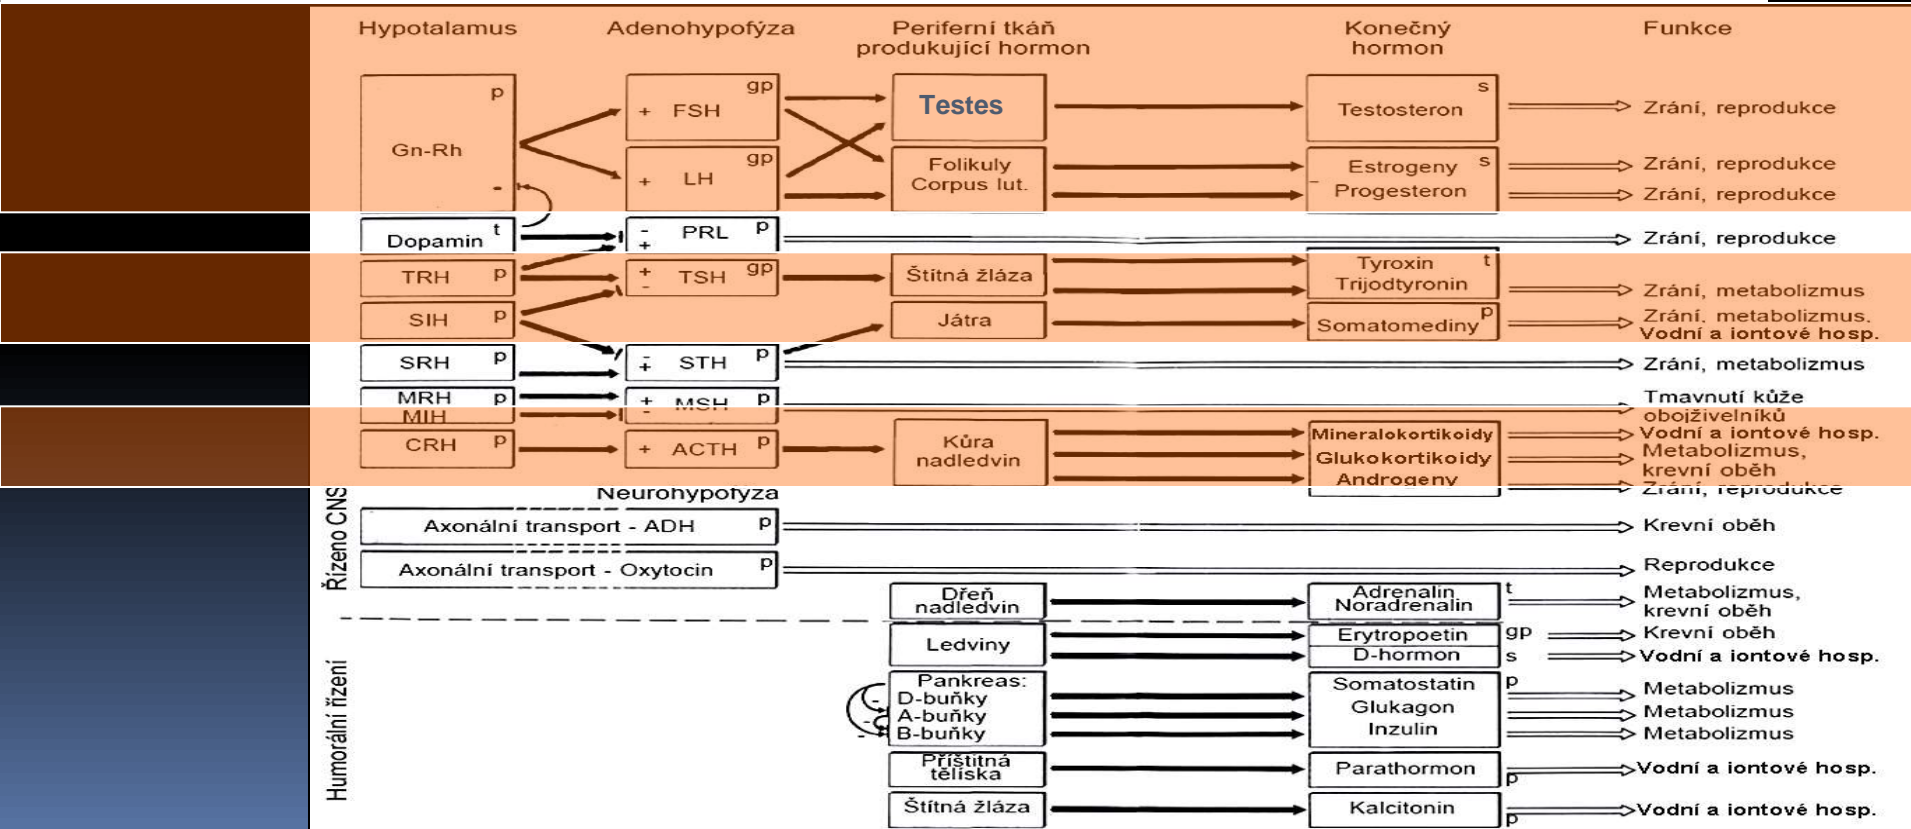 Hypotalamus Adenohypofýza Periferní tkáň produkující hormon Konečný hormon Funkce
p
Gn-Rh
-
gp
+ FSH
gp
+ LH
Testes
Folikuly
Corpus lut.
s
Testosteron
Estrogeny s
- Progesteron
Zrání, reprodukce
Zrání, reprodukce
Zrání, reprodukce
Dopamin t
- PRL p
+
Zrání, reprodukce
TRH p
+ TSH gp
-
Štítná žláza
Tyroxin t
Trijodtyronin
Zrání, metabolizmus
SIH p
Játra
Somatomediny p
Zrání, metabolizmus,
Vodní a iontové hosp.
SRH p
- STH p
+
Zrání, metabolizmus
MRH p
MIH
+ MSH p
-
Tmavnutí kůže
obojživelníků
CRH p
+ ACTH p
Kůra
nadledvin
Mineralokortikoidy
Glukokortikoidy
Androgeny
Vodní a iontové hosp.
Metabolizmus,
krevní oběh
Zrání, reprodukce
Řízeno CNS
Neurohypofýza
Axonální transport - ADH p
Krevní oběh
Axonální transport - Oxytocin p
Reprodukce
Dřeň
nadledvin
Adrenalin t
Noradrenalin
Metabolizmus,
krevní oběh
Humorální řízení
Ledviny
Erytropoetin gp
D-hormon s
Krevní oběh
Vodní a iontové hosp.
Pankreas:
- D-buňky
- A-buňky
- B-buňky
Somatostatin p
Glukagon
Inzulin
Metabolizmus
Metabolizmus
Metabolizmus
Příštitná
tělíska
Parathormon p
Vodní a iontové hosp.
Štítná žláza
Kalcitonin p
Vodní a iontové hosp.